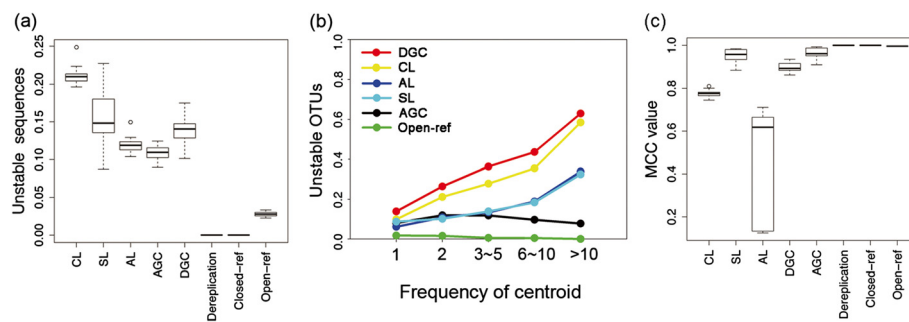 (a)
Unstable sequences
0.25
0.20
0.15
0.10
0.05
0.00
CL
SL
AL
AGC
DGC
Dereplication
Closed-ref
Open-ref
(b)
Unstable OTUs
1.0
0.8
0.6
0.4
0.2
0.0
DGC
CL
AL
SL
AGC
Open-ref
1 2 3~5 6~10 >10
Frequency of centroid
(c)
MCC value
1.0
0.8
0.6
0.4
0.2
CL
SL
AL
DGC
AGC
Dereplication
Closed-ref
Open-ref